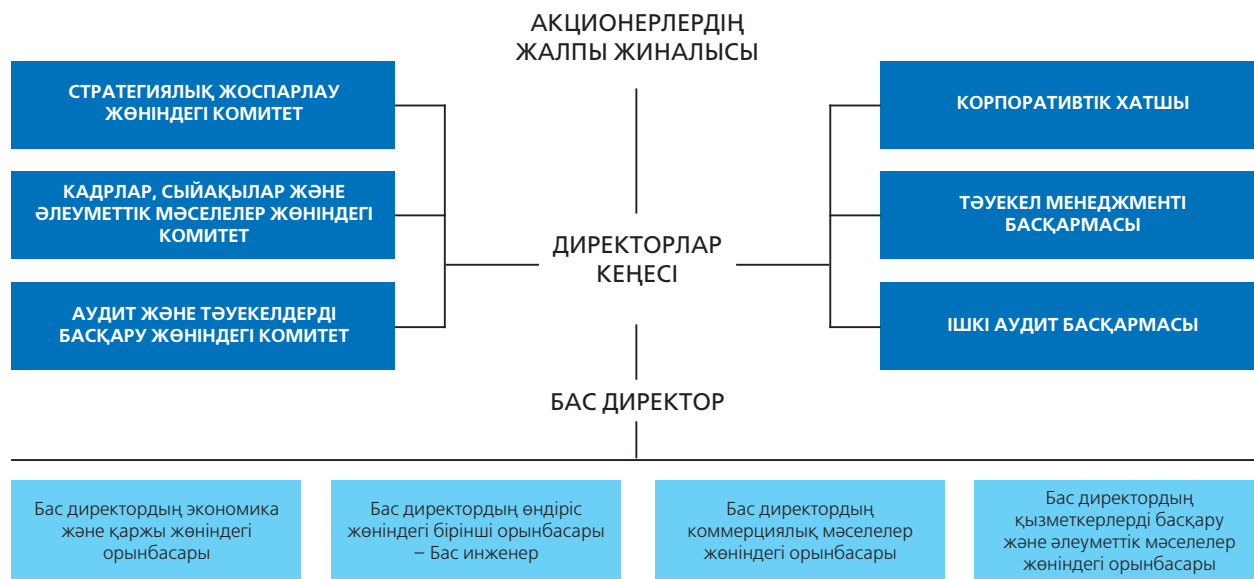 АКЦИОНЕРЛЕРДІҢ
ЖАЛПЫ ЖИНАЛЫСЫ
СТРАТЕГИЯЛЫҚ ЖОСПАРЛАУ
ЖӨНІНДЕГІ КОМИТЕТ
КАДРЛАР, СЫЙАҚЫЛАР ЖӘНЕ
ӘЛЕУМЕТТІК МӘСЕЛЕЛЕР ЖӨНІНДЕГІ
КОМИТЕТ
АУДИТ ЖӘНЕ ТӘУЕКЕЛДЕРДІ
БАСҚАРУ ЖӨНІНДЕГІ КОМИТЕТ
ДИРЕКТОРЛАР
КЕҢЕСІ
КОРПОРАТИВТІК ХАТШЫ
ТӘУЕКЕЛ МЕНЕДЖМЕНТІ
БАСҚАРМАСЫ
ІШКІ АУДИТ БАСҚАРМАСЫ
БАС ДИРЕКТОР
Бас директордың экономика
және қаржы жөніндегі
орынбасары
Бас директордың өндіріс
жөніндегі бірінші орынбасары
– Бас инженер
Бас директордың
коммерциялық мәселелер
жөніндегі орынбасары
Бас директордың
қызметкерлерді басқару
және әлеуметтік мәселелер
жөніндегі орынбасары